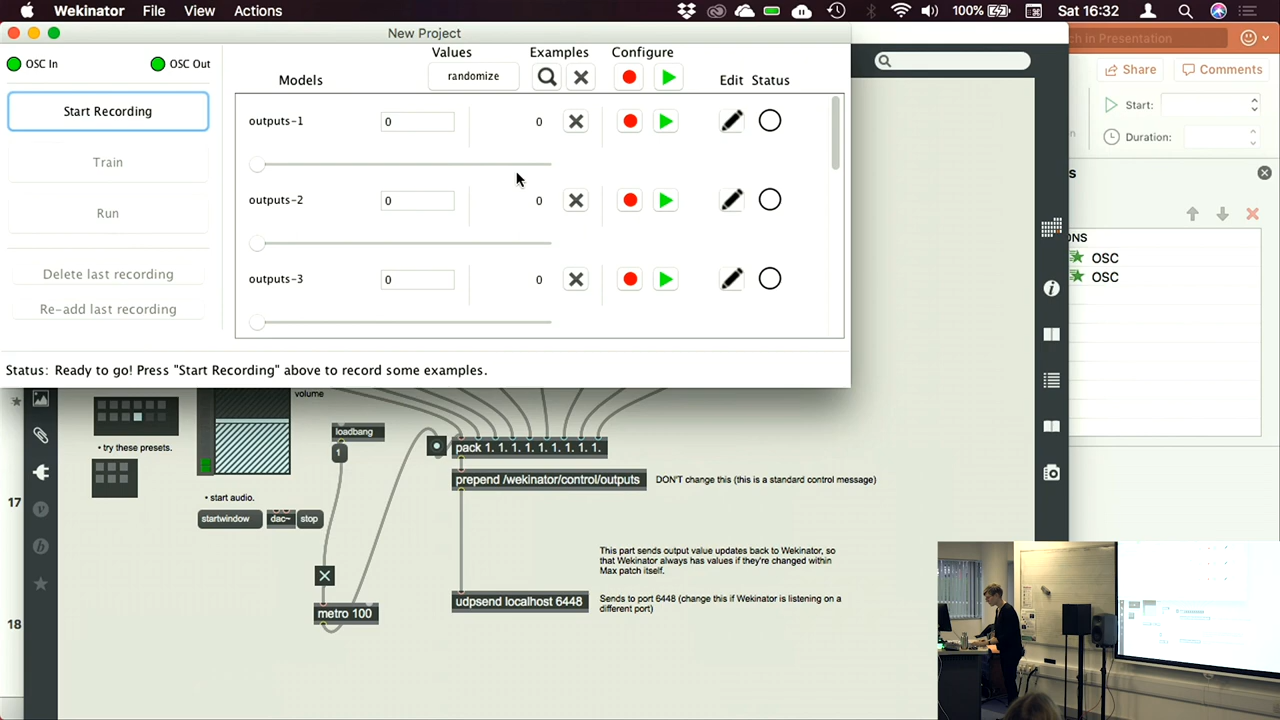 Wekinator File View Actions
100% Sat 16:32
New Project
OSC In OSC Out
Values Examples Configure
Models randomize Edit Status
Start Recording
Train
Run
Delete last recording
Re-add last recording
outputs-1 0 0
outputs-2 0 0
outputs-3 0 0
Status: Ready to go! Press "Start Recording" above to record some examples.
ch in Presentation
Share Comments
Start:
Duration:
s
ONS
OSC
OSC
volume
• try these presets.
loadbang
1
• start audio.
startwindow dac~ stop
metro 100
pack 1. 1. 1. 1. 1. 1. 1. 1. 1.
prepend /wekinator/control/outputs DON'T change this (this is a standard control message)
This part sends output value updates back to Wekinator, so
that Wekinator always has values if they're changed within
Max patch itself.
udpsend localhost 6448 Sends to port 6448 (change this if Wekinator is listening on a
different port)
17
18